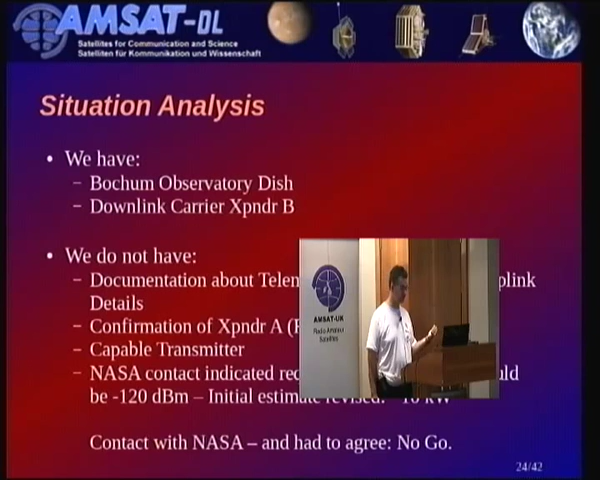 AMSAT-DL
Satellites for Communication and Science
Satelliten für Kommunikation und Wissenschaft
Situation Analysis
• We have:
– Bochum Observatory Dish
– Downlink Carrier Xpndr B
• We do not have:
– Documentation about plink
Details
– Confirmation of Xpndr A
– Capable Transmitter
– NASA contact indicated
be -120 dBm – Initial estimate revised: kW
Contact with NASA – and had to agree: No Go.
24/42
AMSAT-UK
Radio Amateur
Satellites